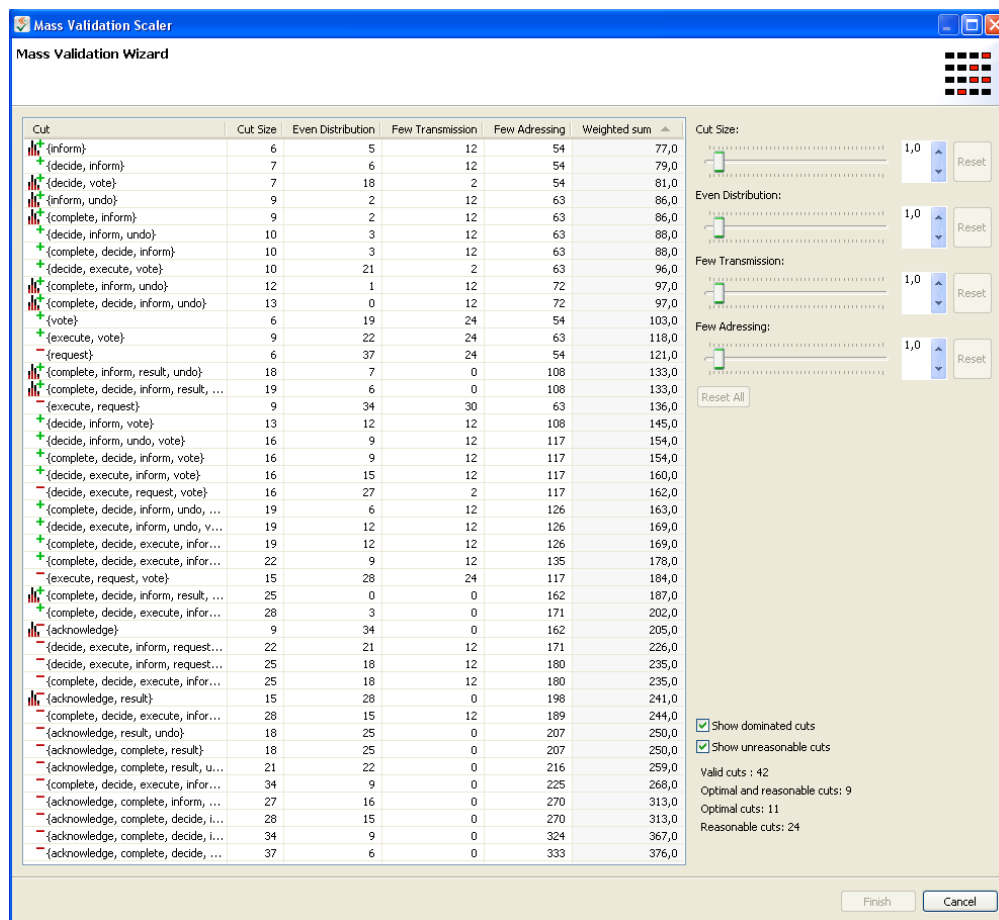 Mass Validation Scaler
Mass Validation Wizard
Cut Cut Size Even Distribution Few Transmission Few Adressing Weighted sum
{inform} 6 5 12 54 77,0
{decide, inform} 7 6 12 54 79,0
{decide, vote} 7 18 2 54 81,0
{inform, undo} 9 2 12 63 86,0
{complete, inform} 9 2 12 63 86,0
{decide, inform, undo} 10 3 12 63 88,0
{complete, decide, inform} 10 3 12 63 88,0
{decide, execute, vote} 10 21 2 63 96,0
{complete, inform, undo} 12 1 12 72 97,0
{complete, decide, inform, undo} 13 0 12 72 97,0
{vote} 6 19 24 54 103,0
{execute, vote} 9 22 24 63 118,0
{request} 6 37 24 54 121,0
{complete, inform, result, undo} 18 7 0 108 133,0
{complete, decide, inform, result, ... 19 6 0 108 133,0
{execute, request} 9 34 30 63 136,0
{decide, inform, vote} 13 12 12 108 145,0
{decide, inform, undo, vote} 16 9 12 117 154,0
{complete, decide, inform, vote} 16 9 12 117 154,0
{decide, execute, inform, vote} 16 15 12 117 160,0
{decide, execute, request, vote} 16 27 2 117 162,0
{complete, decide, inform, undo, ... 19 6 12 126 163,0
{decide, execute, inform, undo, v... 19 12 12 126 169,0
{complete, decide, execute, infor... 19 12 12 126 169,0
{complete, decide, execute, infor... 22 9 12 135 178,0
{execute, request, vote} 15 28 24 117 184,0
{complete, decide, inform, result, ... 25 0 0 162 187,0
{complete, decide, execute, infor... 28 3 0 171 202,0
{acknowledge} 9 34 0 162 205,0
{decide, execute, inform, request... 22 21 12 171 226,0
{decide, execute, inform, request... 25 18 12 180 235,0
{complete, decide, execute, infor... 25 18 12 180 235,0
{acknowledge, result} 15 28 0 198 241,0
{complete, decide, execute, infor... 28 15 12 189 244,0
{acknowledge, result, undo} 18 25 0 207 250,0
{acknowledge, complete, result} 18 25 0 207 250,0
{acknowledge, complete, result, u... 21 22 0 216 259,0
{complete, decide, execute, infor... 34 9 0 225 268,0
{acknowledge, complete, inform, ... 27 16 0 270 313,0
{acknowledge, complete, decide, i... 28 15 0 270 313,0
{acknowledge, complete, decide, i... 34 9 0 324 367,0
{acknowledge, complete, decide, ... 37 6 0 333 376,0
Cut Size:
1,0 Reset
Even Distribution:
1,0 Reset
Few Transmission:
1,0 Reset
Few Adressing:
1,0 Reset
Reset All
Show dominated cuts
Show unreasonable cuts
Valid cuts : 42
Optimal and reasonable cuts: 9
Optimal cuts: 11
Reasonable cuts: 24
Finish Cancel